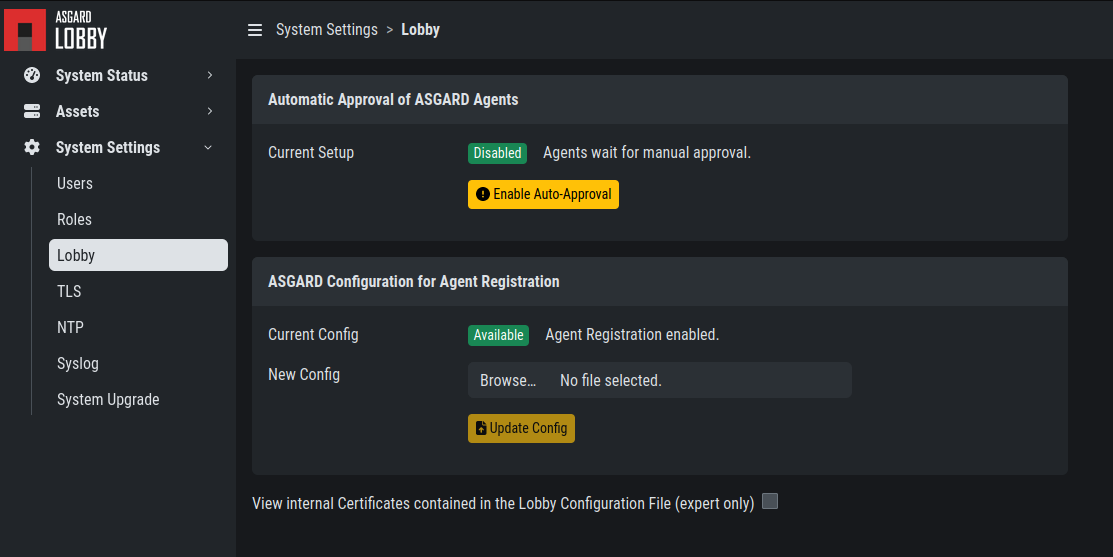 ASGARD
LOBBY
System Settings > Lobby
System Status
Assets
System Settings
Users
Roles
Lobby
TLS
NTP
Syslog
System Upgrade
Automatic Approval of ASGARD Agents
Current Setup Disabled Agents wait for manual approval.
Enable Auto-Approval
ASGARD Configuration for Agent Registration
Current Config Available Agent Registration enabled.
New Config Browse... No file selected.
Update Config
View internal Certificates contained in the Lobby Configuration File (expert only)